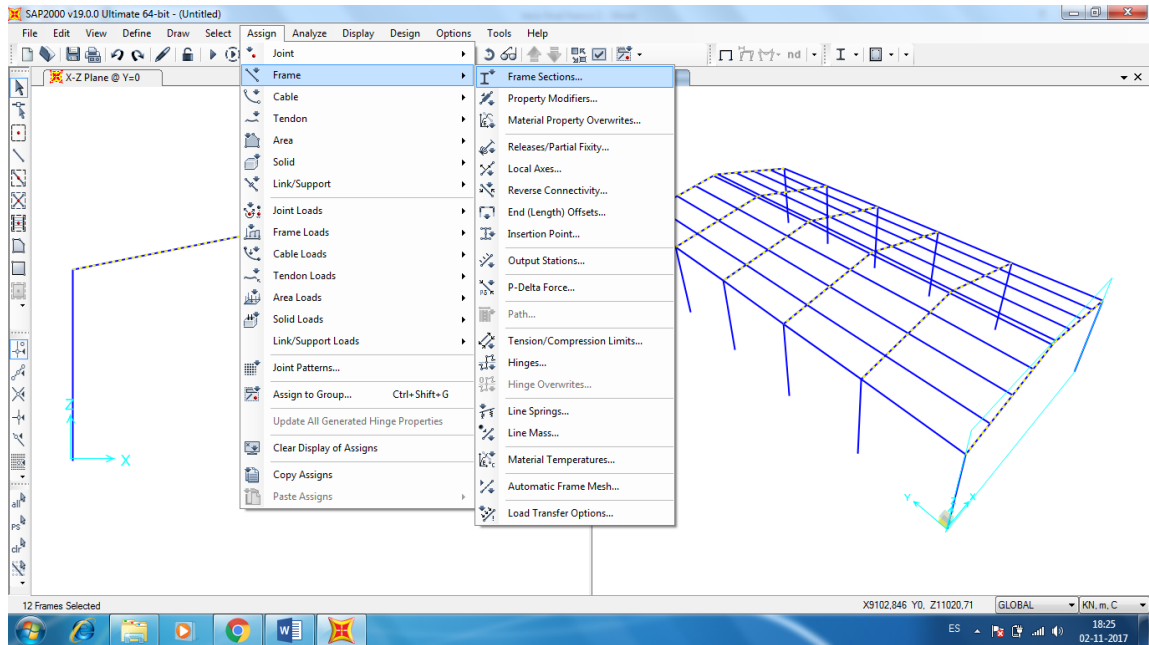 SAP2000 v19.0.0 Ultimate 64-bit - (Untitled)
File Edit View Define Draw Select Assign Analyze Display Design Options Tools Help
nd
X-Z Plane @ Y=0
Joint
Frame
Cable
Tendon
Area
Solid
Link/Support
Joint Loads
Frame Loads
Cable Loads
Tendon Loads
Area Loads
Solid Loads
Link/Support Loads
Joint Patterns...
Assign to Group... Ctrl+Shift+G
Update All Generated Hinge Properties
Clear Display of Assigns
Copy Assigns
Paste Assigns
Frame Sections...
Property Modifiers...
Material Property Overwrites...
Releases/Partial Fixity...
Local Axes...
Reverse Connectivity...
End (Length) Offsets...
Insertion Point...
Output Stations...
P-Delta Force...
Path...
Tension/Compression Limits...
Hinges...
Hinge Overwrites...
Line Springs...
Line Mass...
Material Temperatures...
Automatic Frame Mesh...
Load Transfer Options...
Z
X
Y
Z
X
all
PS
clr
12 Frames Selected
X9102,846 Y0, Z11020,71
GLOBAL
KN, m, C
ES
18:25
02-11-2017